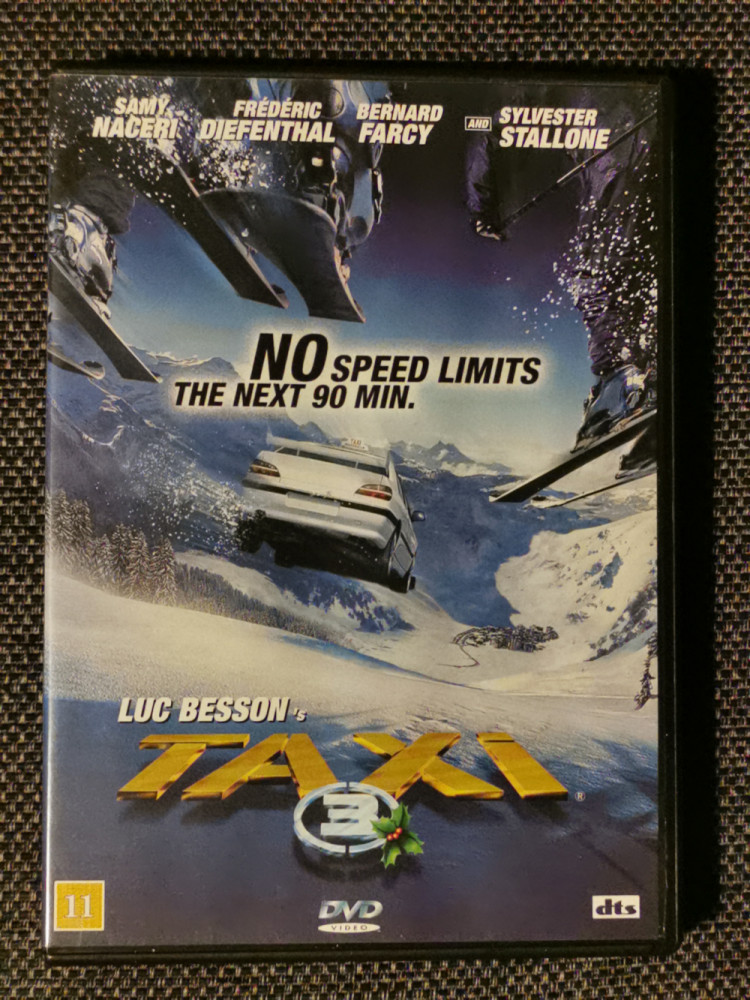 SAMY NACERI
FRÉDÉRIC DIEFENTHAL
BERNARD FARCY
AND SYLVESTER STALLONE
NO SPEED LIMITS
THE NEXT 90 MIN.
TAXI
LUC BESSON's
TAXI
®
3
11
DVD
VIDEO
dts